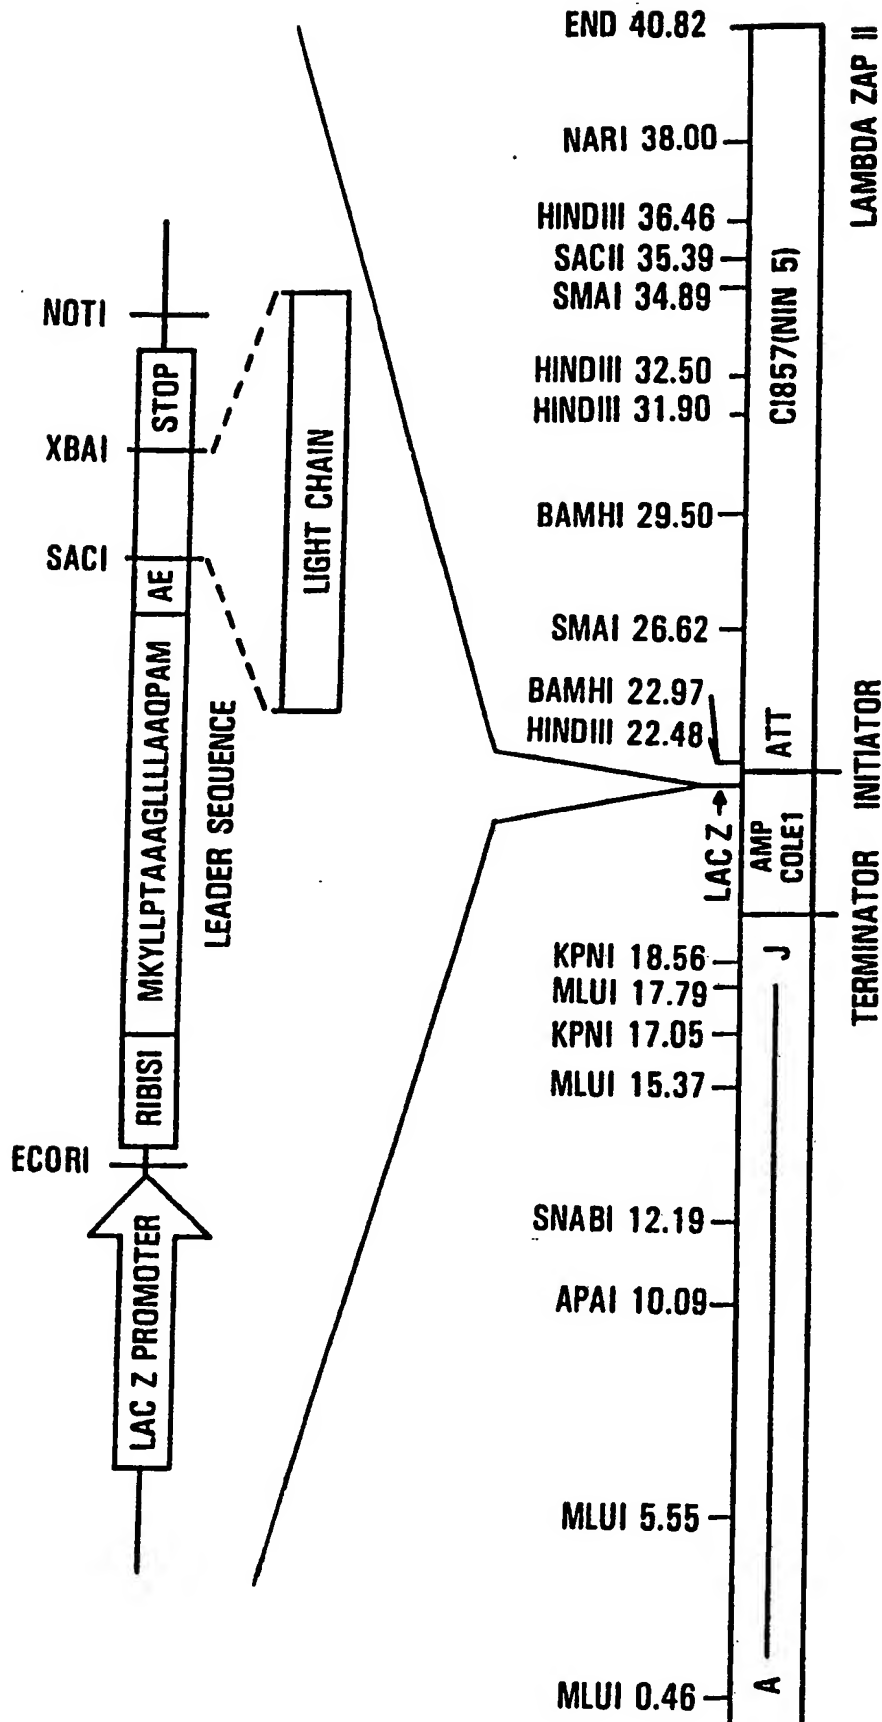 NOTI
STOP
XBAI
SACI
AE
MKYLLPTAAAGLLLLAAQPAM
LEADER SEQUENCE
RIBISI
ECORI
LAC Z PROMOTER
LIGHT CHAIN
END 40.82
NARI 38.00
HINDIII 36.46
SACII 35.39
SMAI 34.89
HINDIII 32.50
HINDIII 31.90
BAMHI 29.50
SMAI 26.62
BAMHI 22.97
HINDIII 22.48
LAC Z
KPNI 18.56
MLUI 17.79
KPNI 17.05
MLUI 15.37
SNABI 12.19
APAI 10.09
MLUI 5.55
MLUI 0.46
CI857(NIN 5)
ATT
AMP
COLE1
J
A
LAMBDA ZAP II
INITIATOR
TERMINATOR